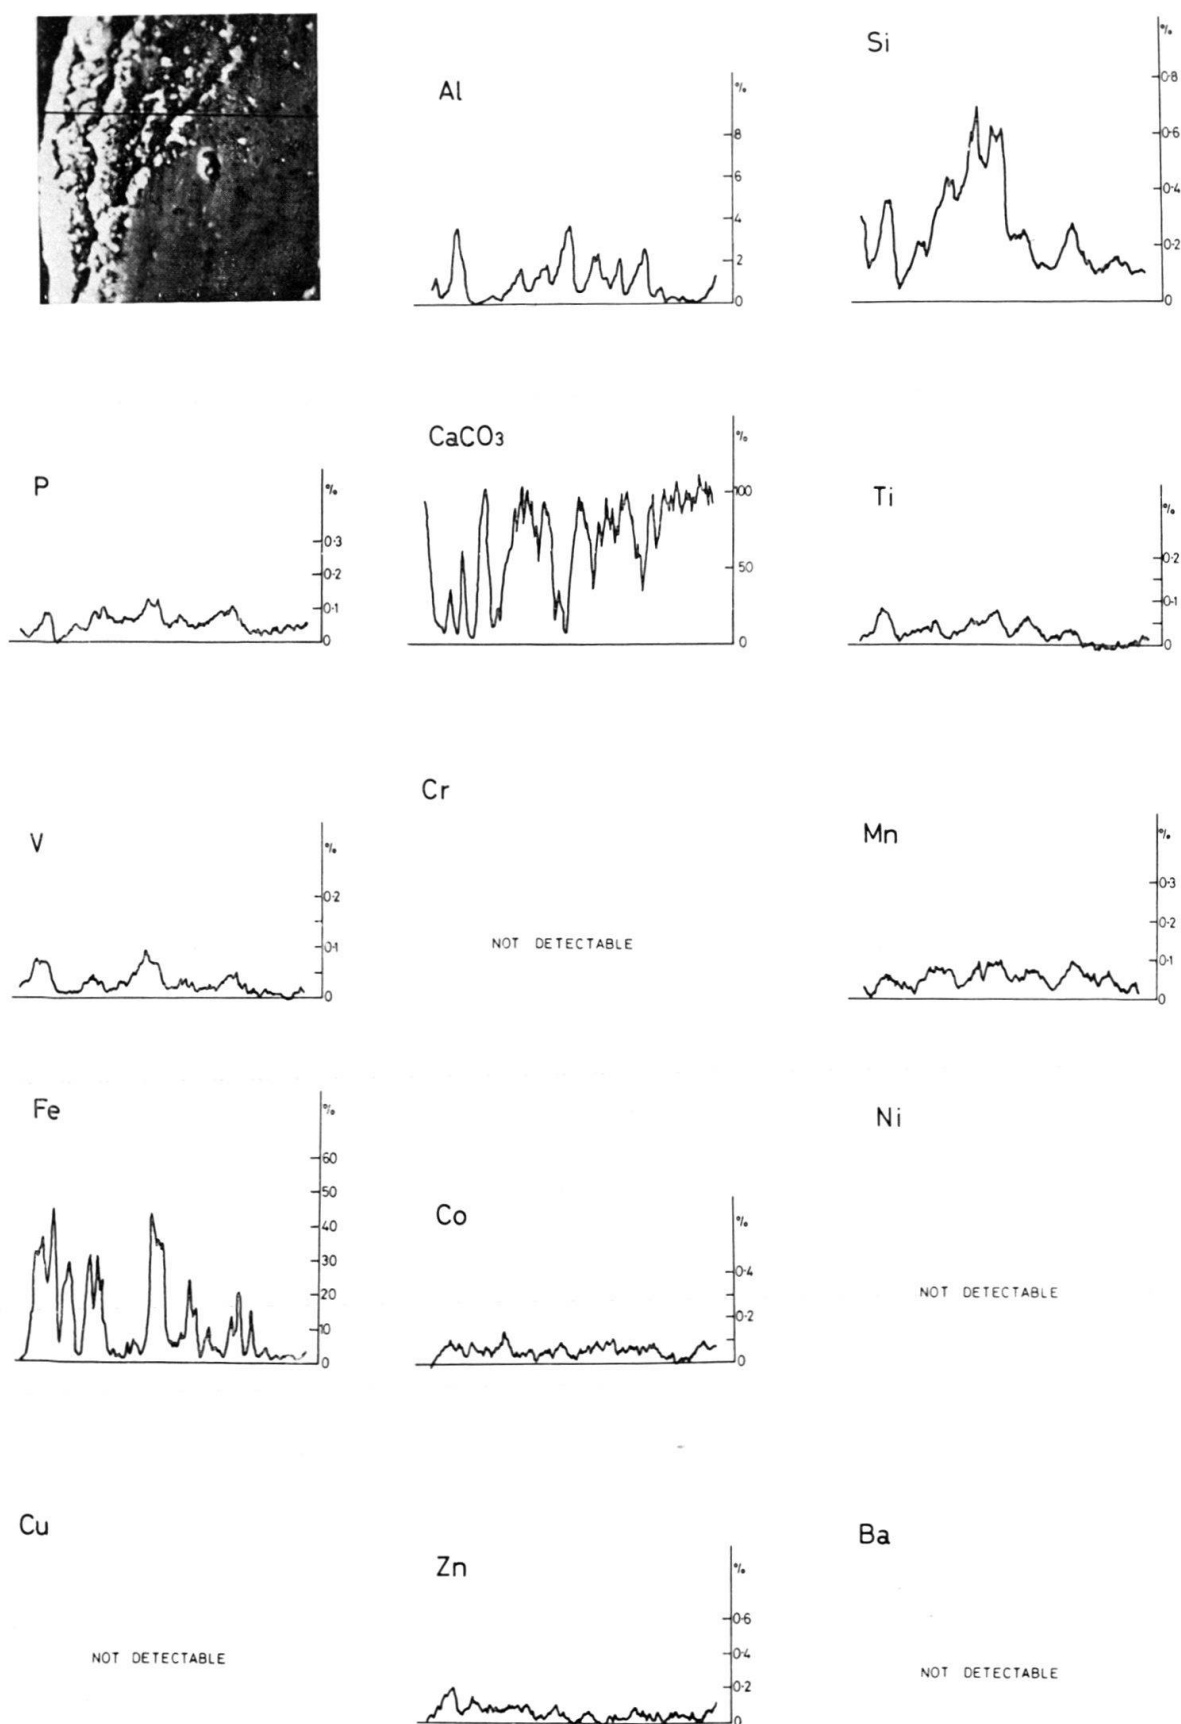 Al
%
8
6
4
2
0
Si
%
0·8
0·6
0·4
0·2
0
P
%
0·3
0·2
0·1
0
CaCO3
%
100
50
0
Ti
%
0·2
0·1
0
V
%
0·2
0·1
0
Cr
NOT DETECTABLE
Mn
%
0·3
0·2
0·1
0
Fe
%
60
50
40
30
20
10
0
Co
%
0·4
0·2
0
Ni
NOT DETECTABLE
Cu
NOT DETECTABLE
Zn
%
0·6
0·4
0·2
0
Ba
NOT DETECTABLE